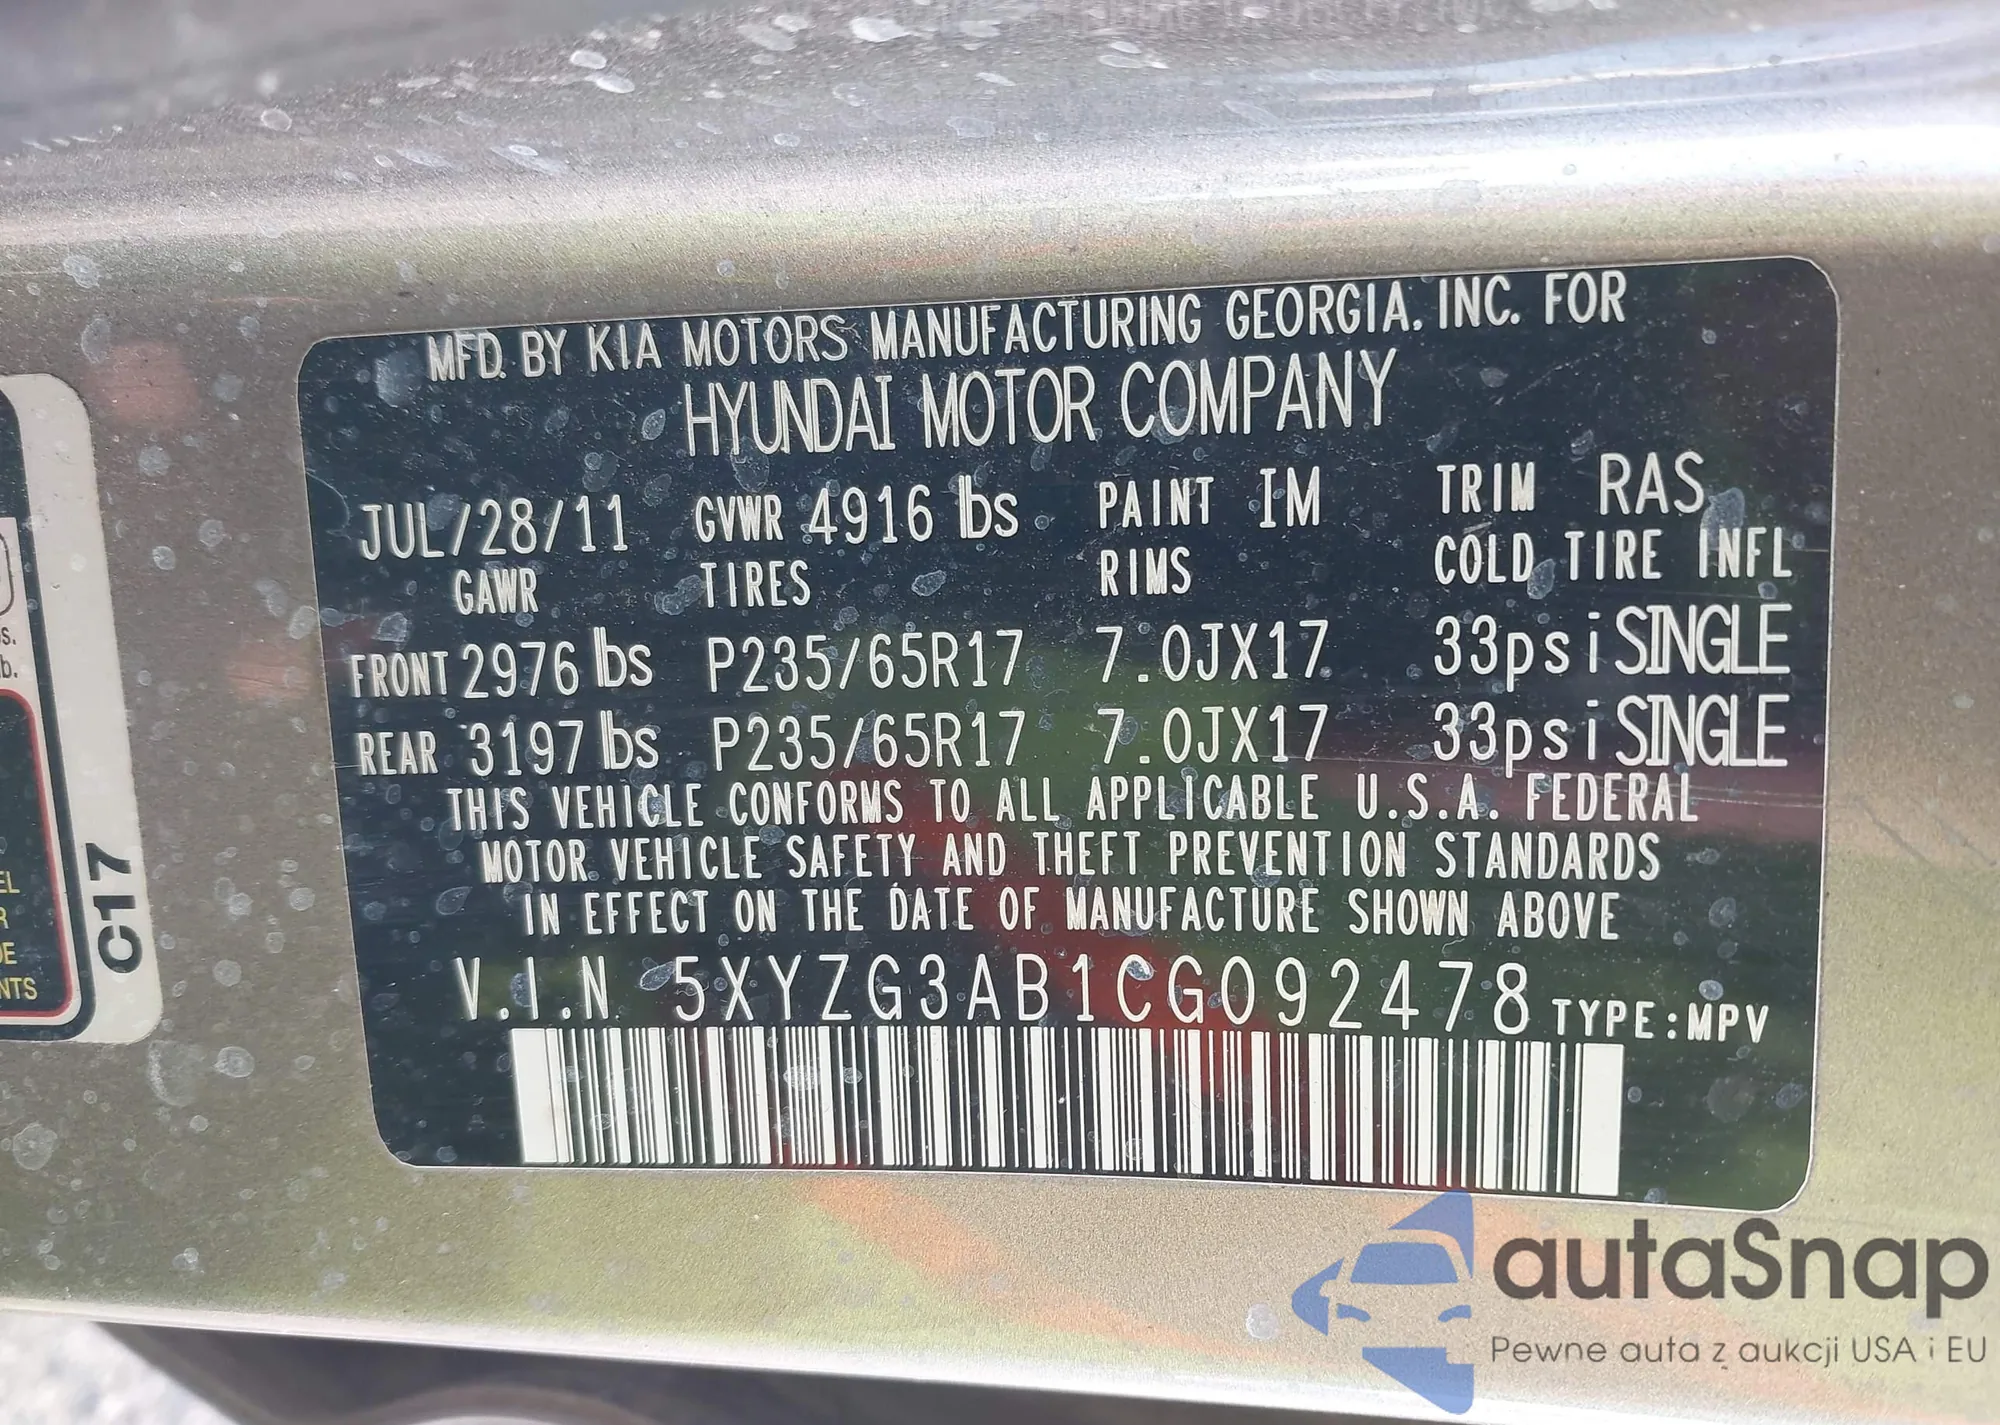 MFD. BY KIA MOTORS MANUFACTURING GEORGIA. INC. FOR
HYUNDAI MOTOR COMPANY
JUL/28/11 GVWR 4916 lbs PAINT IM TRIM RAS
GAWR TIRES RIMS COLD TIRE INFL
FRONT 2976 lbs P235/65R17 7.0JX17 33psi SINGLE
REAR 3197 lbs P235/65R17 7.0JX17 33psi SINGLE
THIS VEHICLE CONFORMS TO ALL APPLICABLE U.S.A. FEDERAL
MOTOR VEHICLE SAFETY AND THEFT PREVENTION STANDARDS
IN EFFECT ON THE DATE OF MANUFACTURE SHOWN ABOVE
V.I.N 5XYZG3AB1CG092478 TYPE:MPV
C17
autaSnap
Pewne auta z aukcji USA i EU